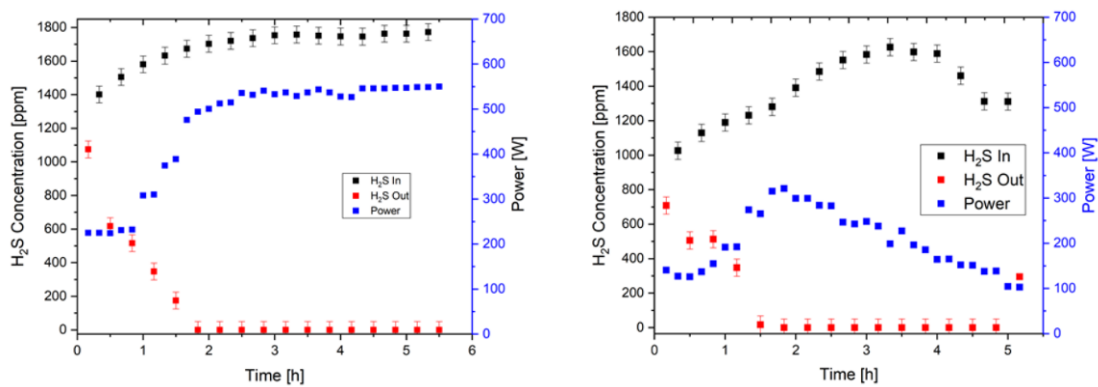 1800
1600
1400
1200
1000
800
600
400
200
0
H₂S Concentration [ppm]
700
600
500
400
300
200
100
0
Power [W]
H₂S In
H₂S Out
Power
0 1 2 3 4 5 6
Time [h]
1800
1600
1400
1200
1000
800
600
400
200
0
H₂S Concentration [ppm]
700
600
500
400
300
200
100
0
Power [W]
H₂S In
H₂S Out
Power
0 1 2 3 4 5
Time [h]